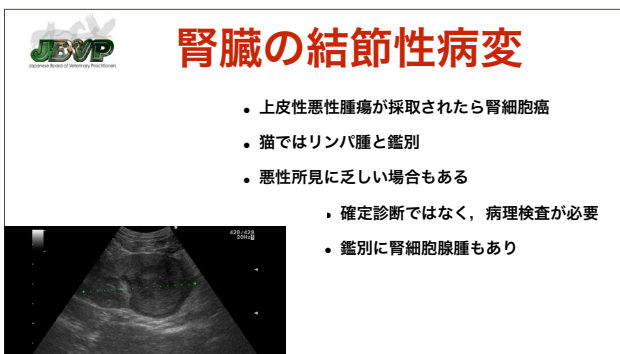 JBVP
Japanese Board of Veterinary Practitioners
腎臓の結節性病変
• 上皮性悪性腫瘍が採取されたら腎細胞癌
• 猫ではリンパ腫と鑑別
• 悪性所見に乏しい場合もある
• 確定診断ではなく，病理検査が必要
• 鑑別に腎細胞腺腫もあり
438/439